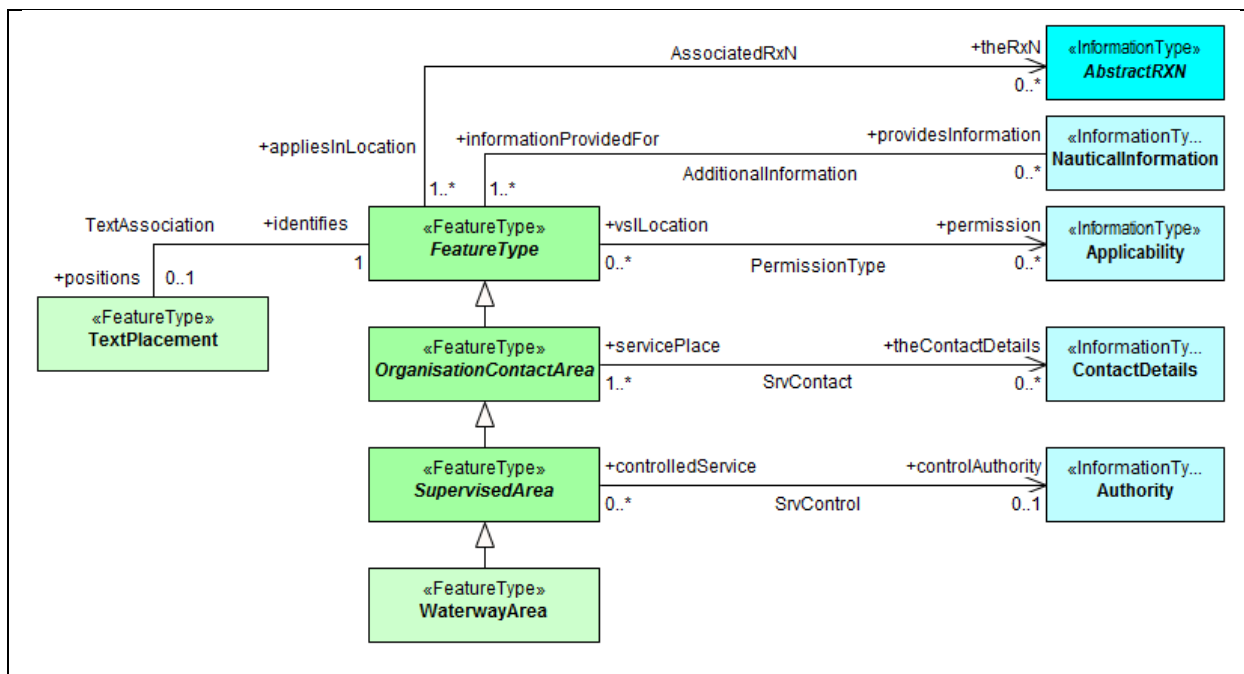 AssociatedRxN
+theRxN
0..*
«InformationType»
AbstractRXN
+appliesInLocation
1..*
+informationProvidedFor
1..*
AdditionalInformation
+providesInformation
0..*
«InformationTy...
NauticalInformation
TextAssociation
+identifies
1
+positions
0..1
«FeatureType»
TextPlacement
«FeatureType»
FeatureType
+vslLocation
0..*
PermissionType
+permission
0..*
«InformationType»
Applicability
«FeatureType»
OrganisationContactArea
+servicePlace
1..*
SrvContact
+theContactDetails
0..*
«InformationTy...
ContactDetails
«FeatureType»
SupervisedArea
+controlledService
0..*
SrvControl
+controlAuthority
0..1
«InformationTy...
Authority
«FeatureType»
WaterwayArea